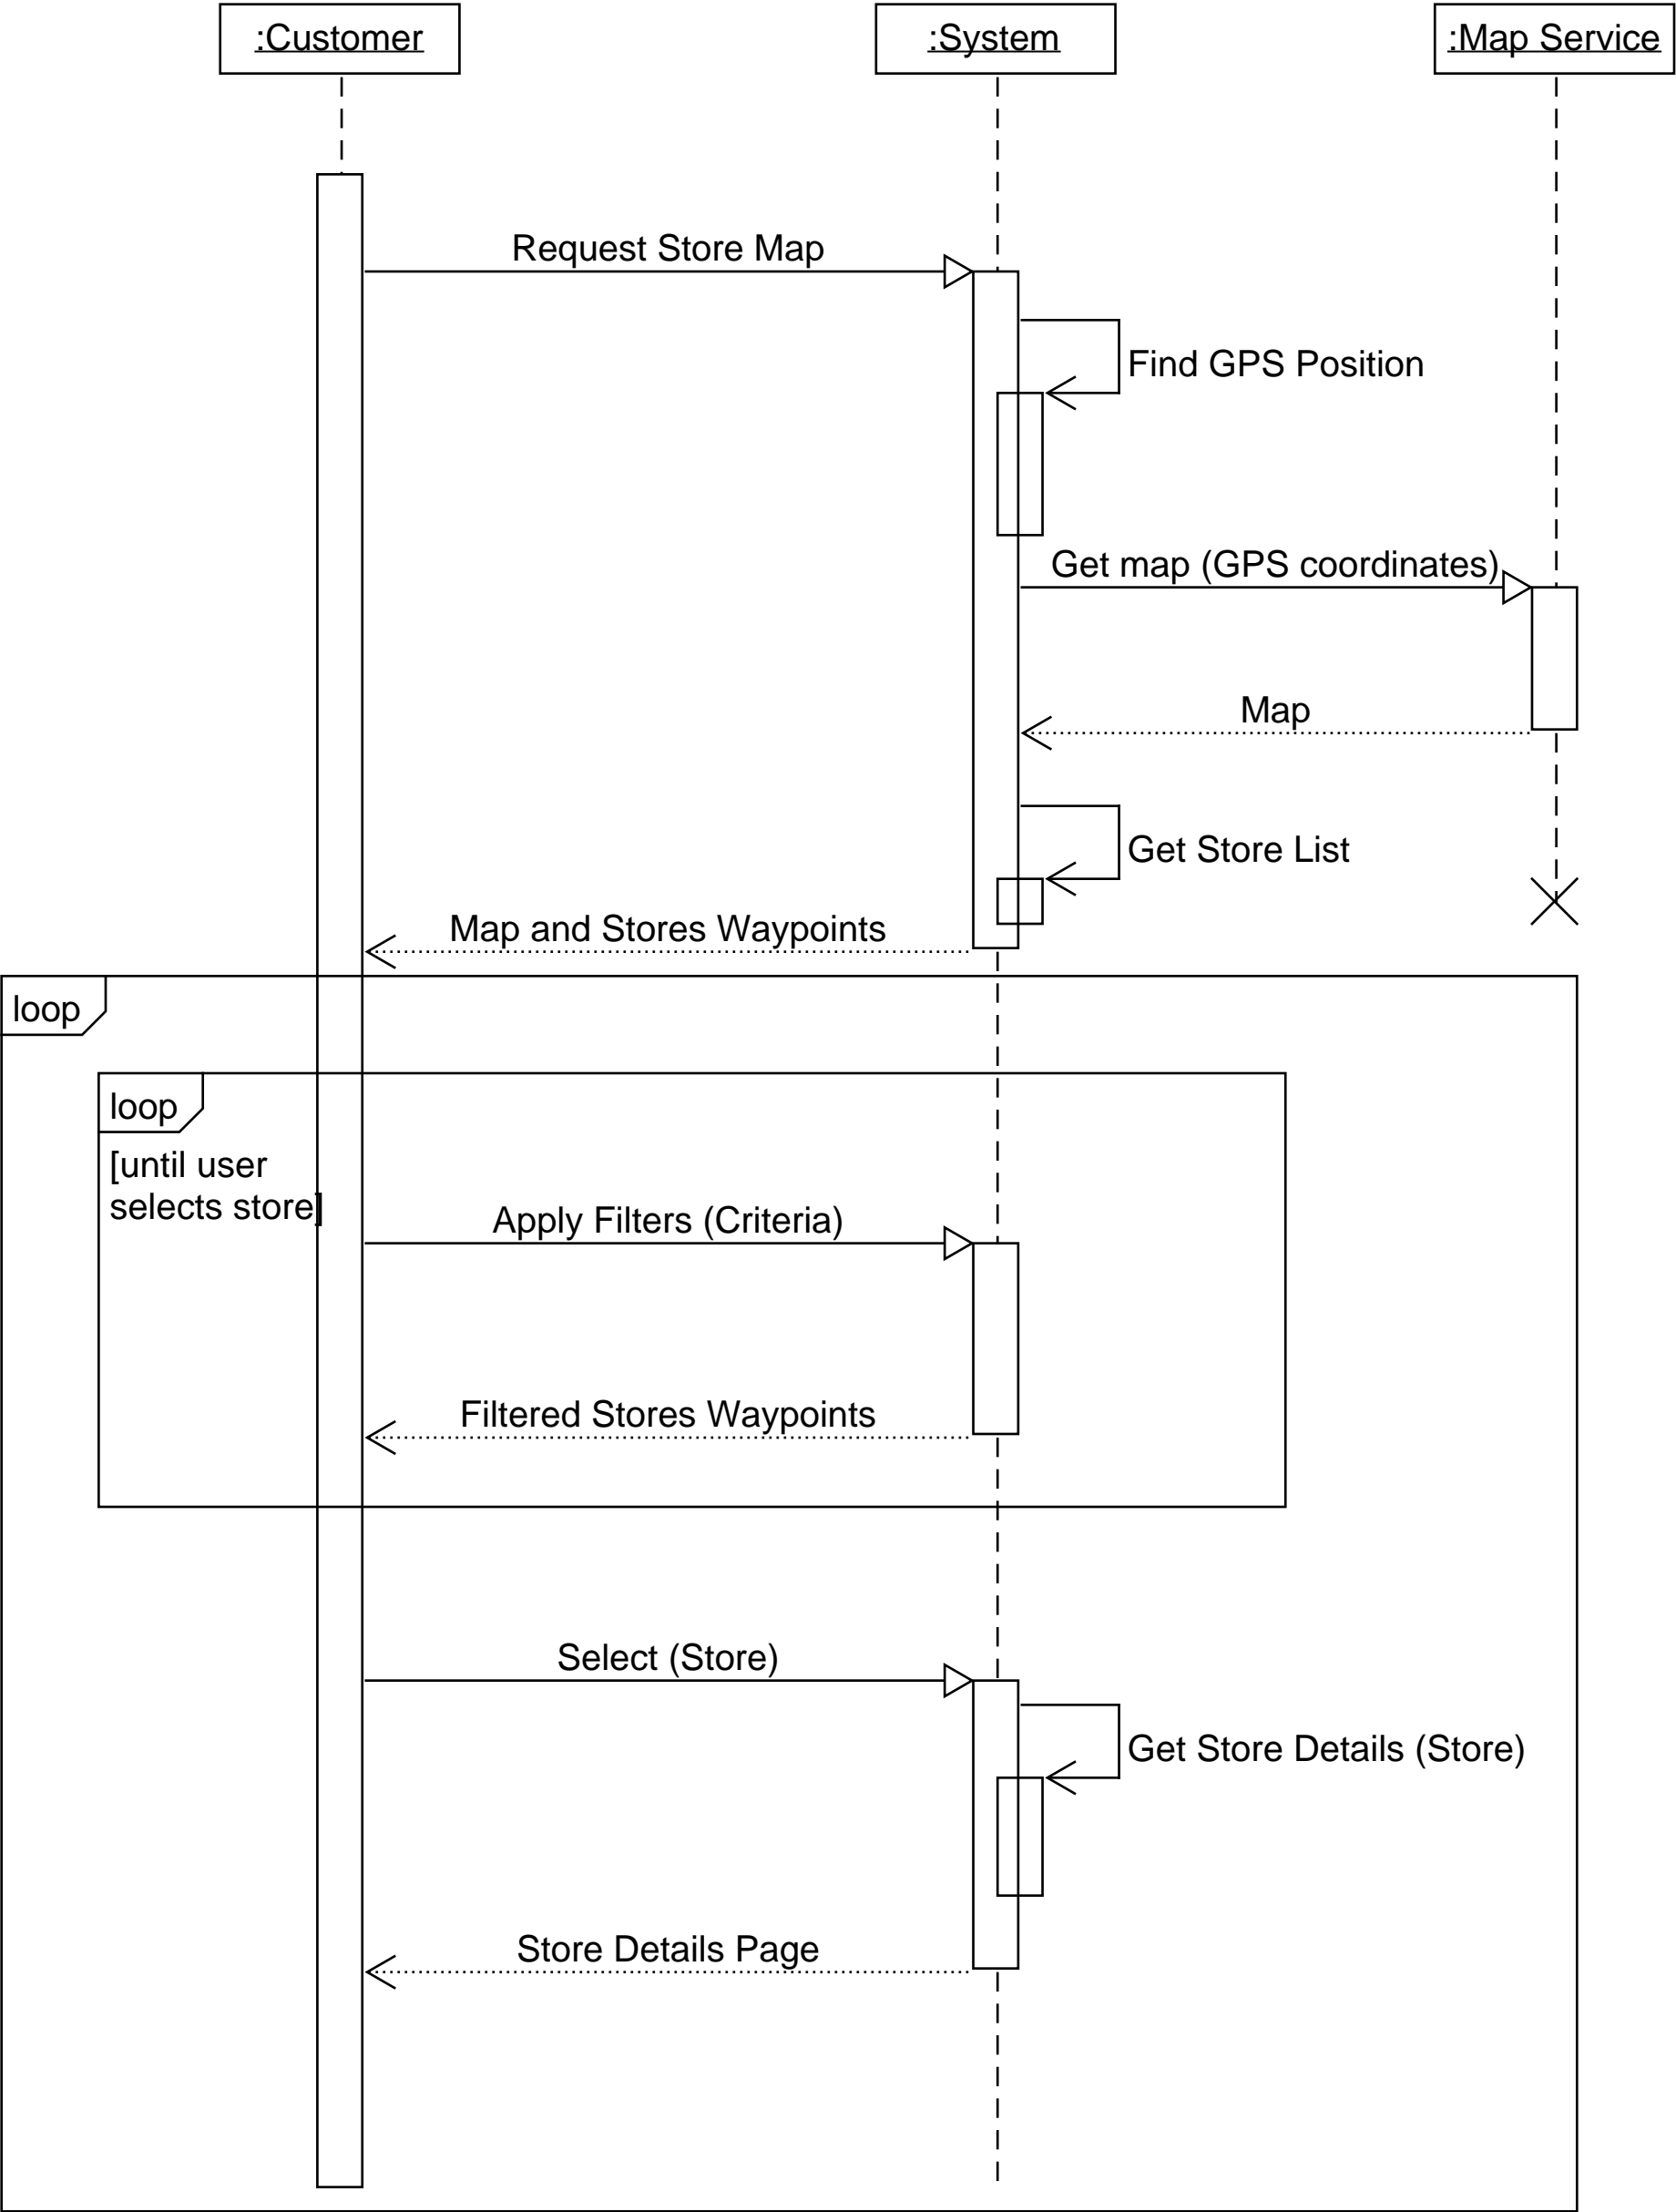 :Customer
:System
:Map Service
Request Store Map
Find GPS Position
Get map (GPS coordinates)
Map
Get Store List
Map and Stores Waypoints
loop
loop
[until user
selects store]
Apply Filters (Criteria)
Filtered Stores Waypoints
Select (Store)
Get Store Details (Store)
Store Details Page